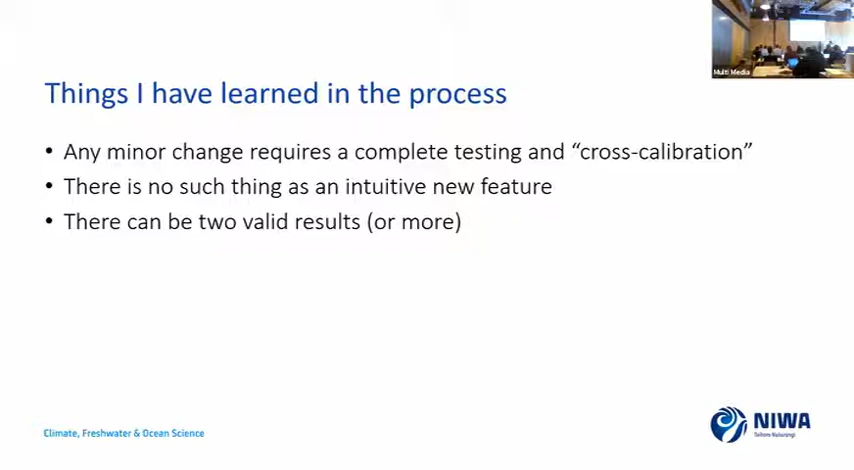 Multi Media
Things I have learned in the process
• Any minor change requires a complete testing and “cross-calibration”
• There is no such thing as an intuitive new feature
• There can be two valid results (or more)
Climate, Freshwater & Ocean Science
NIWA
Taihoro Nukurangi